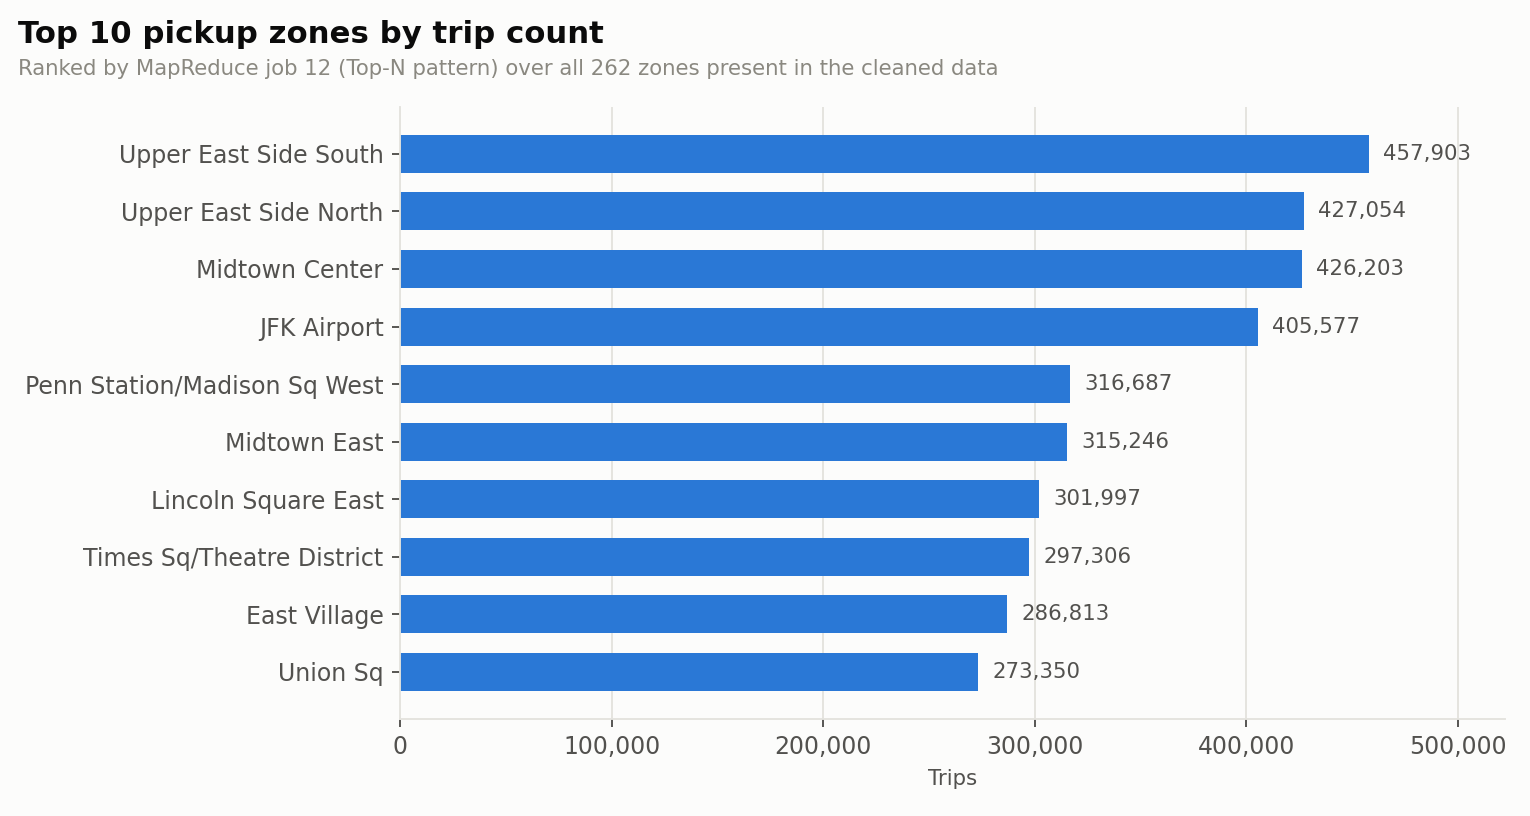 Top 10 pickup zones by trip count
Ranked by MapReduce job 12 (Top-N pattern) over all 262 zones present in the cleaned data
Upper East Side South 457,903
Upper East Side North 427,054
Midtown Center 426,203
JFK Airport 405,577
Penn Station/Madison Sq West 316,687
Midtown East 315,246
Lincoln Square East 301,997
Times Sq/Theatre District 297,306
East Village 286,813
Union Sq 273,350
0 100,000 200,000 300,000 400,000 500,000
Trips